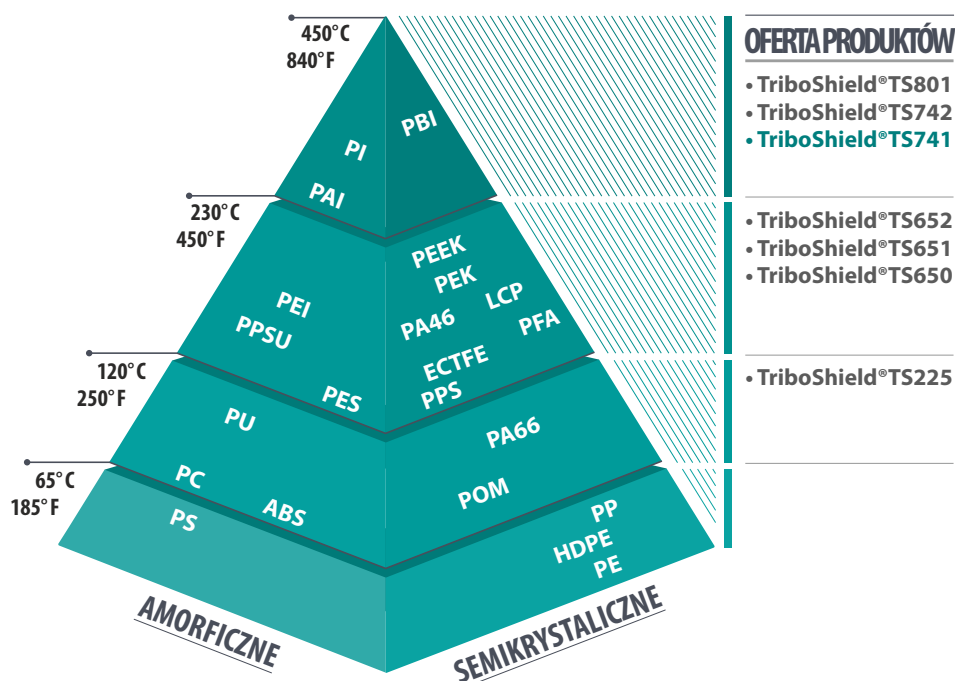 450°C
840°F
OFERTA PRODUKTÓW
• TriboShield®TS801
• TriboShield®TS742
• TriboShield®TS741
PBI
PI
PAI
230°C
450°F
• TriboShield®TS652
• TriboShield®TS651
• TriboShield®TS650
PEEK
PEK
LCP
PEI
PA46
PFA
PPSU
ECTFE
PES
PPS
120°C
250°F
• TriboShield®TS225
PU
PA66
PC
POM
ABS
65°C
185°F
PS
PP
HDPE
PE
AMORFICZNE
SEMIKRYSTALICZNE